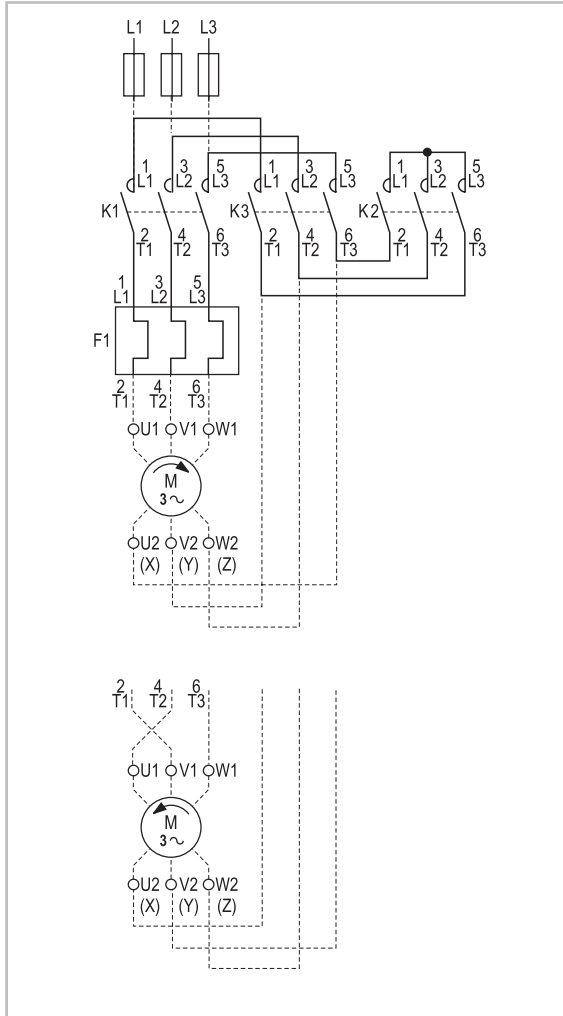 L1 L2 L3
1 3 5 1 3 5 1 3 5
L1 L2 L3 L1 L2 L3 L1 L2 L3
K1 K3 K2
2 4 6 2 4 6 2 4 6
T1 T2 T3 T1 T2 T3 T1 T2 T3
1 3 5
L1 L2 L3
F1
2 4 6
T1 T2 T3
U1 V1 W1
M
3~
U2 V2 W2
(X) (Y) (Z)
2 4 6
T1 T2 T3
U1 V1 W1
M
3~
U2 V2 W2
(X) (Y) (Z)